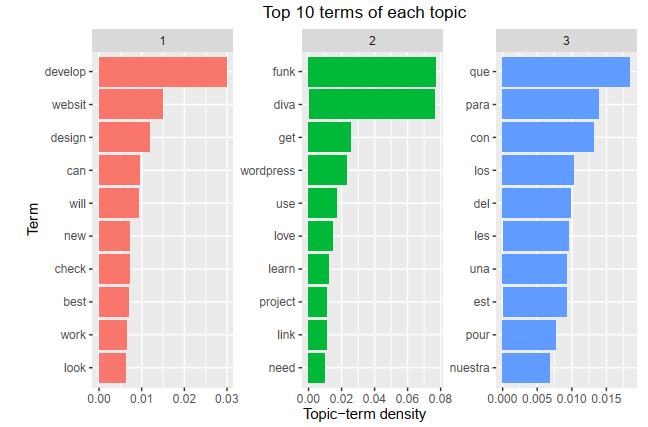 Top 10 terms of each topic
1
2
3
Term
develop
websit
design
can
will
new
check
best
work
look
0.00 0.01 0.02 0.03
funk
diva
get
wordpress
use
love
learn
project
link
need
0.00 0.02 0.04 0.06 0.08
que
para
con
los
del
les
una
est
pour
nuestra
0.000 0.005 0.010 0.015
Topic−term density